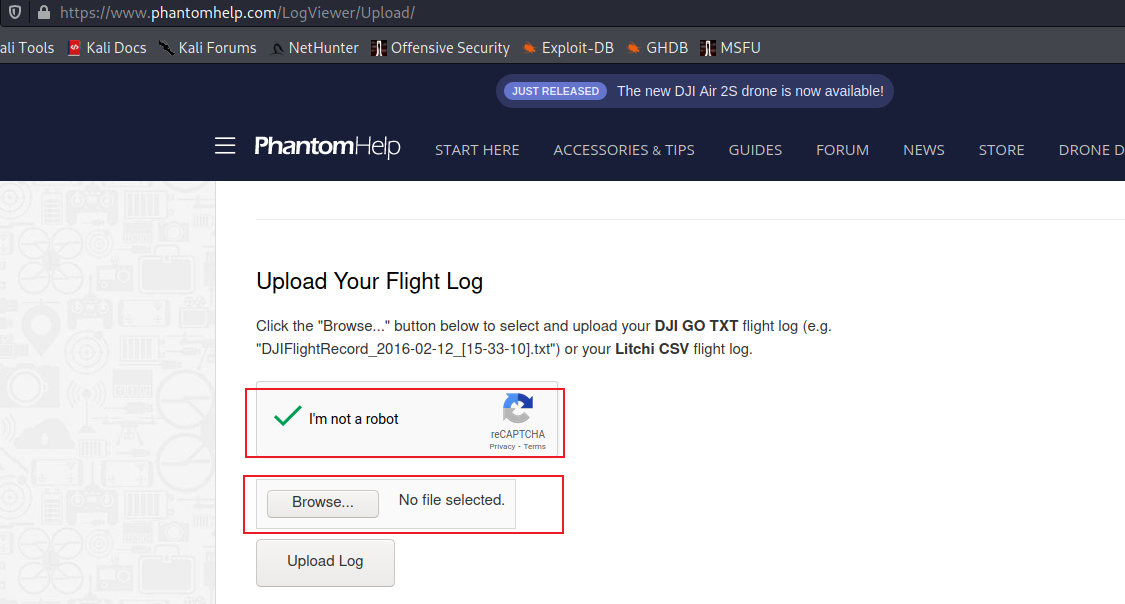 https://www.phantomhelp.com/LogViewer/Upload/
ali Tools Kali Docs Kali Forums NetHunter Offensive Security Exploit-DB GHDB MSFU
JUST RELEASED The new DJI Air 2S drone is now available!
PhantomHelp START HERE ACCESSORIES & TIPS GUIDES FORUM NEWS STORE DRONE D
Upload Your Flight Log
Click the "Browse..." button below to select and upload your DJI GO TXT flight log (e.g.
"DJIFlightRecord_2016-02-12_[15-33-10].txt") or your Litchi CSV flight log.
I'm not a robot
reCAPTCHA
Privacy - Terms
Browse... No file selected.
Upload Log